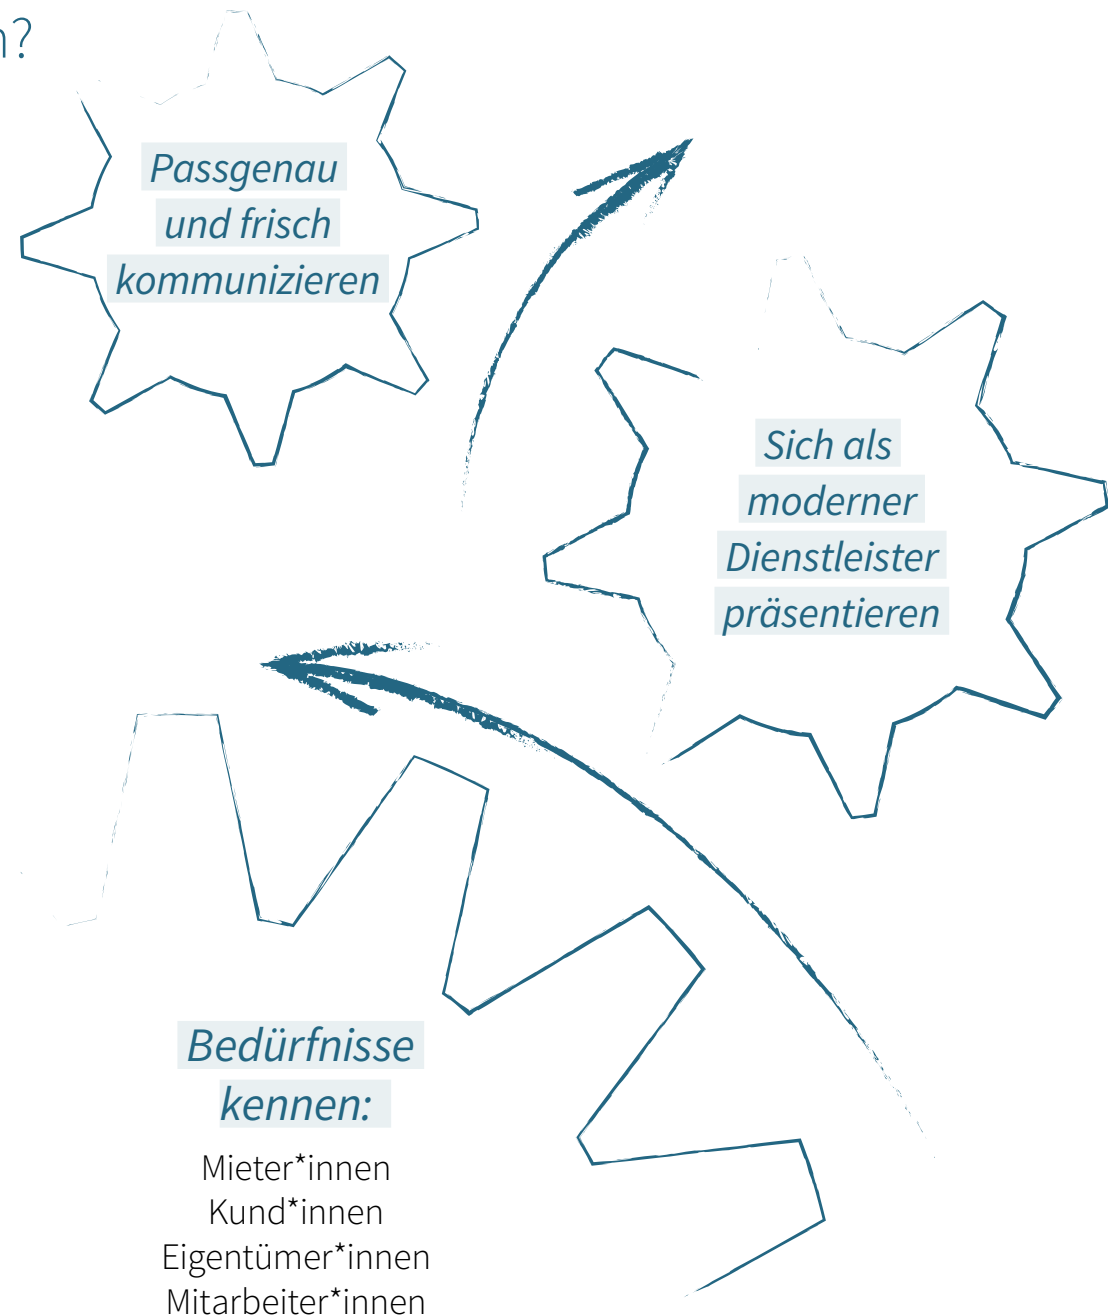 n?
Passgenau
und frisch
kommunizieren
Sich als
moderner
Dienstleister
präsentieren
Bedürfnisse
kennen:
Mieter*innen
Kund*innen
Eigentümer*innen
Mitarbeiter*innen